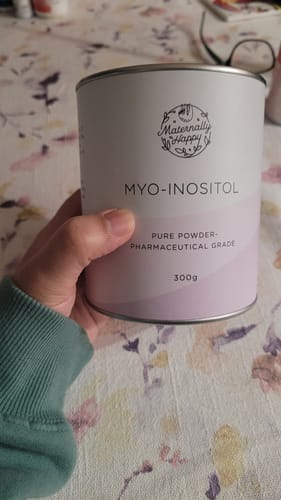 Maternally
Happy
MYO-INOSITOL
PURE POWDER-
PHARMACEUTICAL GRADE
300g